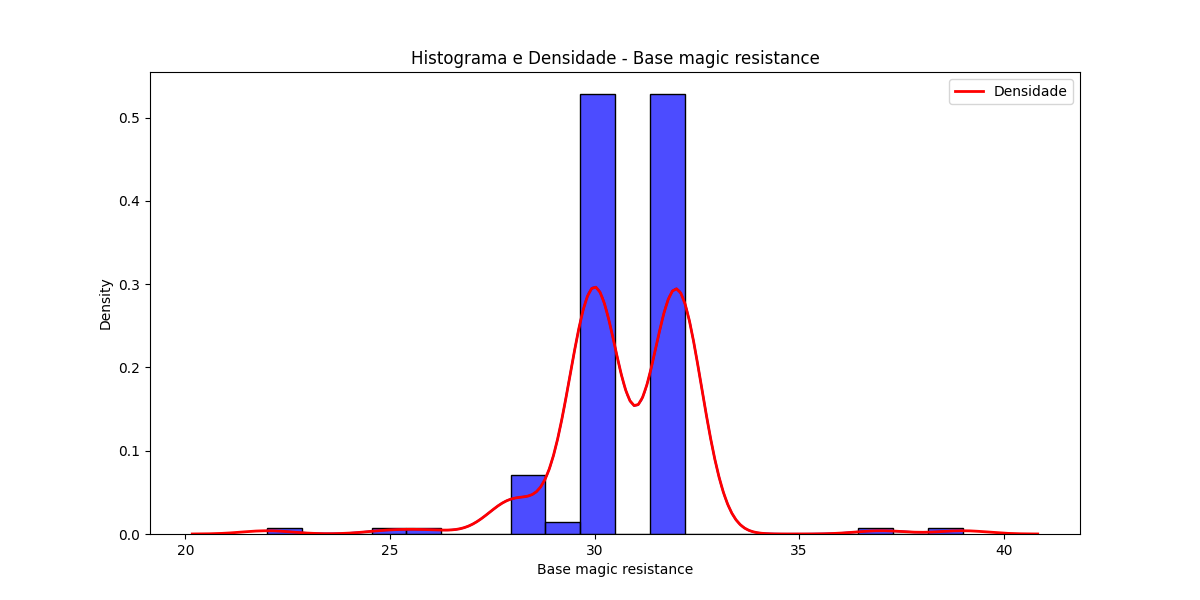 Histograma e Densidade - Base magic resistance
Densidade
0.5
0.4
0.3
0.2
0.1
0.0
Density
20 25 30 35 40
Base magic resistance